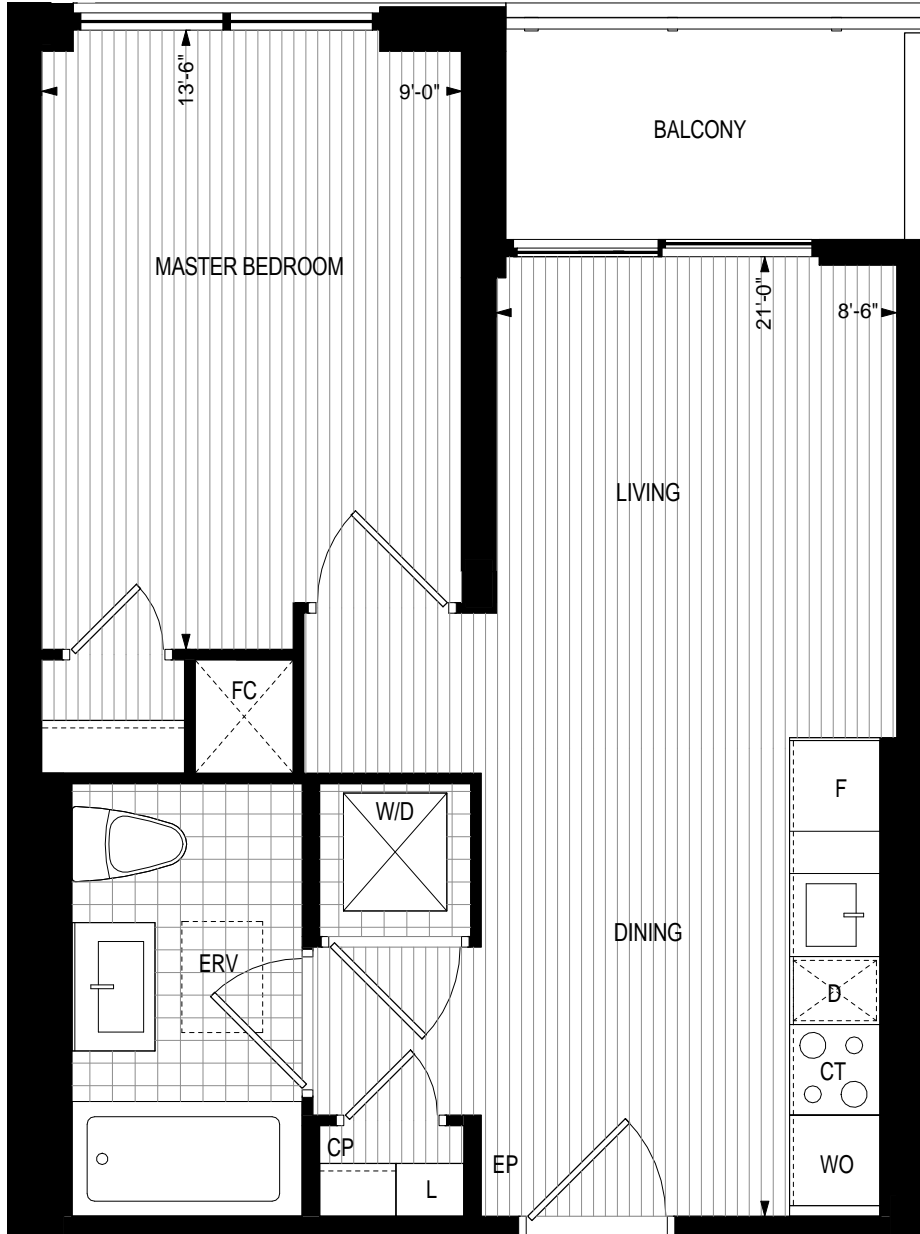 13'-6"
9'-0"
BALCONY
MASTER BEDROOM
21'-0"
8'-6"
LIVING
FC
F
W/D
DINING
ERV
D
CT
CP
EP
WO
L